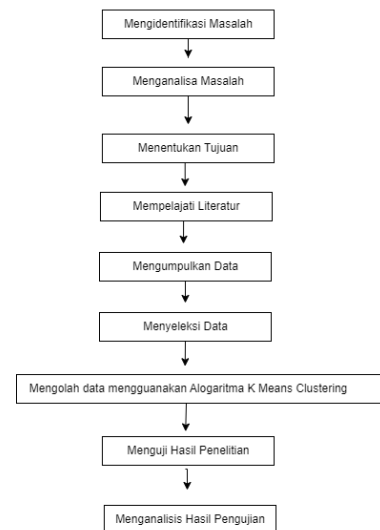 Mengidentifikasi Masalah
Menganalisa Masalah
Menentukan Tujuan
Mempelajati Literatur
Mengumpulkan Data
Menyeleksi Data
Mengolah data mengguanakan Alogaritma K Means Clustering
Menguji Hasil Penelitian
Menganalisis Hasil Pengujian